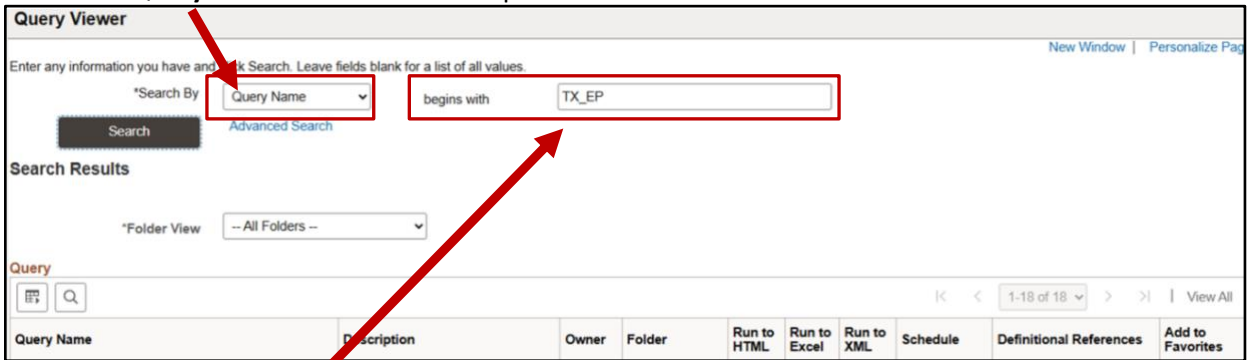 Query Viewer
New Window | Personalize Pag
Enter any information you have and Click Search. Leave fields blank for a list of all values.
*Search By Query Name begins with TX_EP
Search Advanced Search
Search Results
*Folder View -- All Folders --
Query
1-18 of 18 | View All
Query Name Description Owner Folder Run to HTML Run to Excel Run to XML Schedule Definitional References Add to Favorites